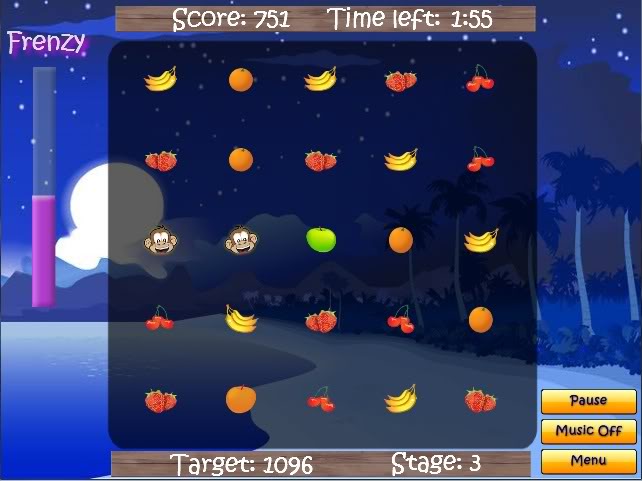 Score: 751 Time left: 1:55
Frenzy
Pause
Music Off
Menu
Target: 1096 Stage: 3